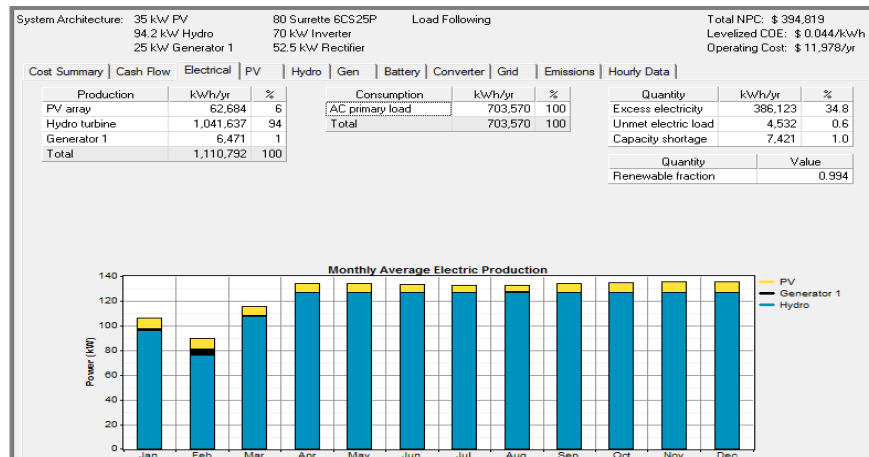 System Architecture: 35 kW PV 80 Surrette 6CS25P Load Following Total NPC: $ 394,819
94.2 kW Hydro 70 kW Inverter Levelized COE: $ 0.044/kWh
25 kW Generator 1 52.5 kW Rectifier Operating Cost: $ 11,978/yr
Cost Summary Cash Flow Electrical PV Hydro Gen Battery Converter Grid Emissions Hourly Data
Production kWh/yr %
PV array 62,684 6
Hydro turbine 1,041,637 94
Generator 1 6,471 1
Total 1,110,792 100
Consumption kWh/yr %
AC primary load 703,570 100
Total 703,570 100
Quantity kWh/yr %
Excess electricity 386,123 34.8
Unmet electric load 4,532 0.6
Capacity shortage 7,421 1.0
Quantity Value
Renewable fraction 0.994
Monthly Average Electric Production
Power (kW)
140
120
100
80
60
40
20
0
Jan Feb Mar Apr May Jun Jul Aug Sep Oct Nov Dec
PV
Generator 1
Hydro